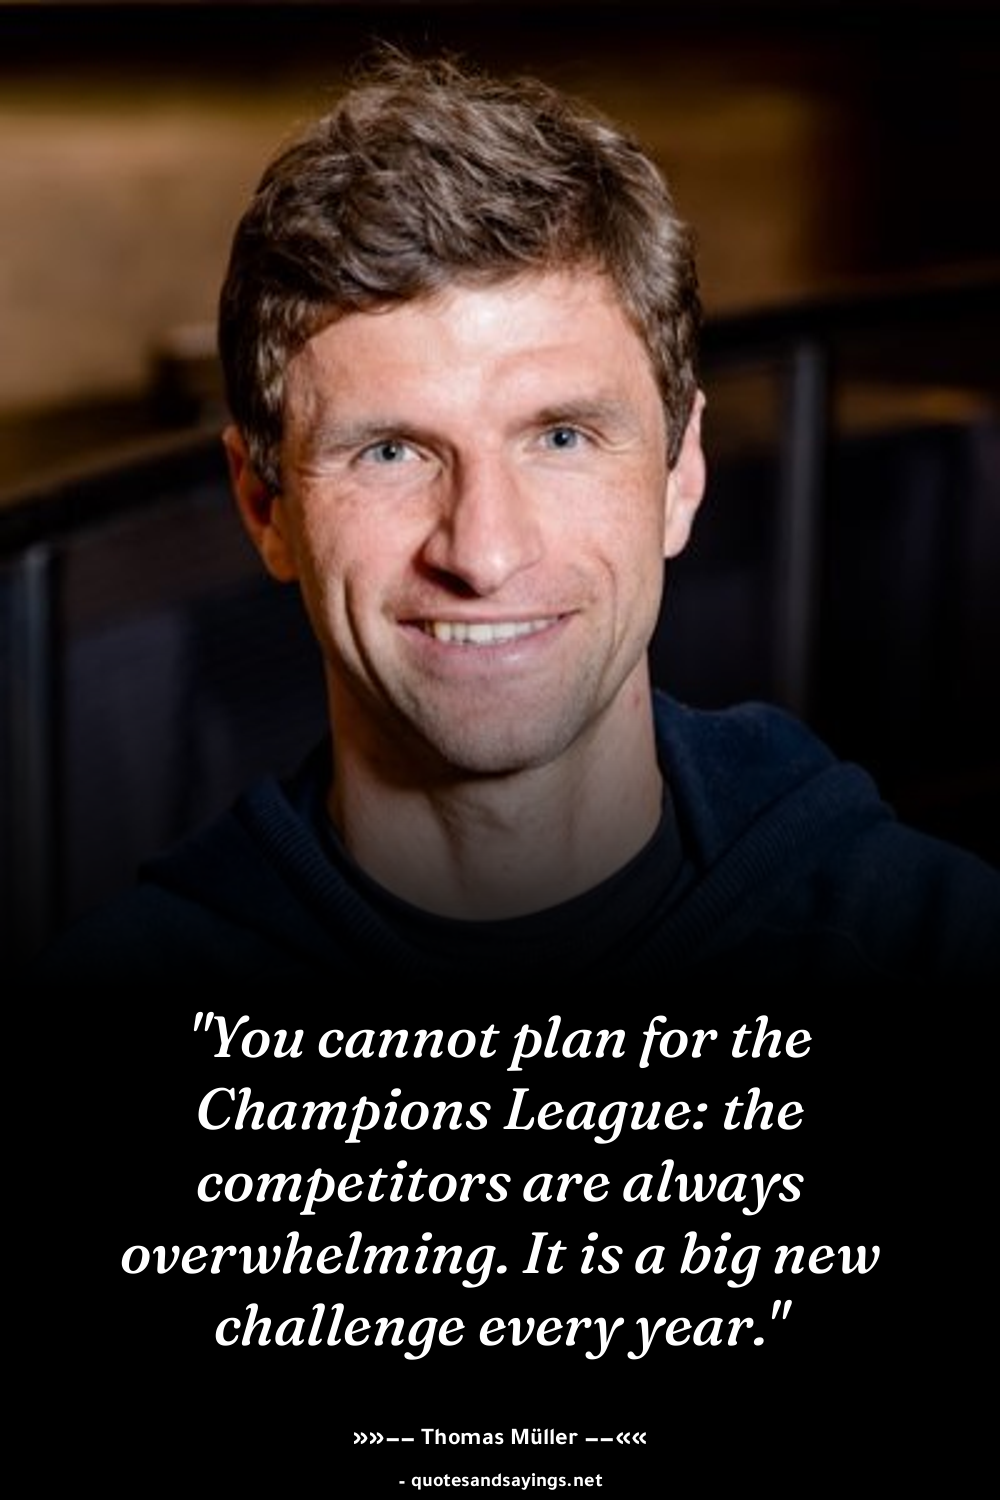 "You cannot plan for the
Champions League: the
competitors are always
overwhelming. It is a big new
challenge every year."
»»–– Thomas Müller ––««
- quotesandsayings.net